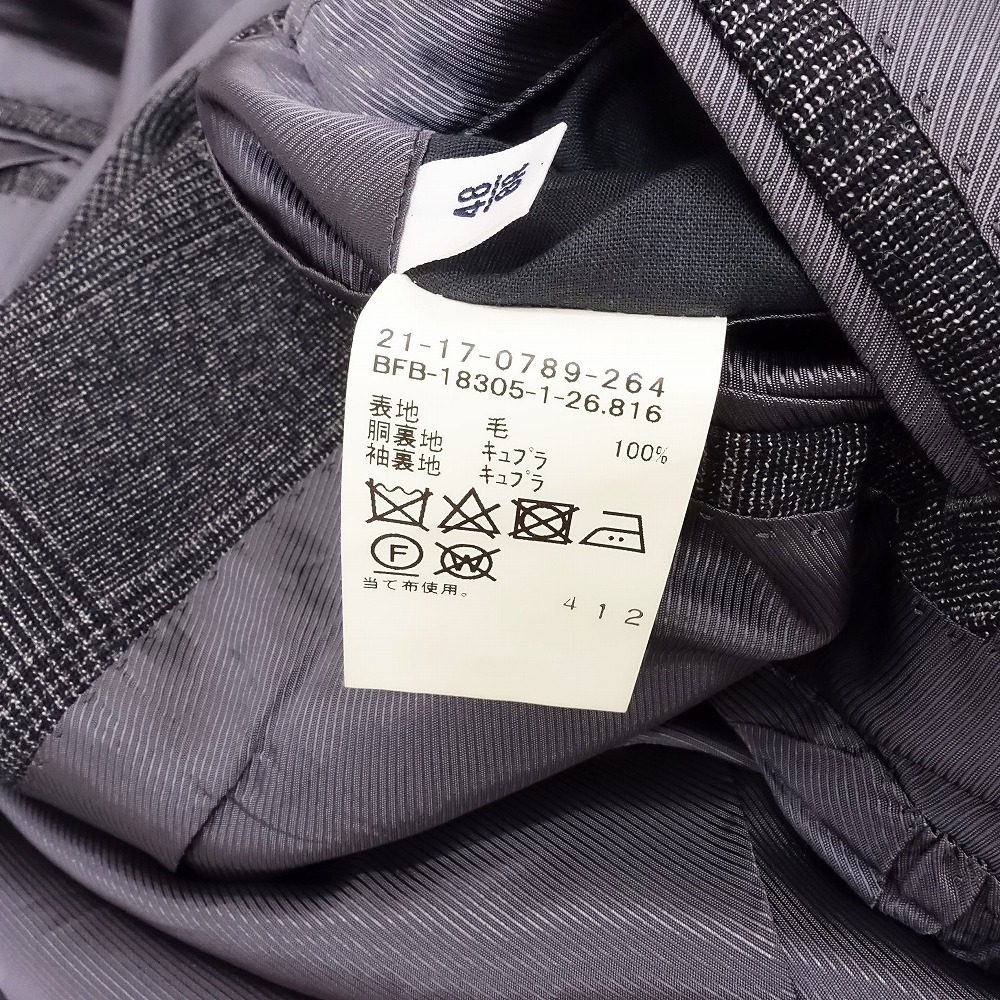 48
21-17-0789-264
BFB-18305-1-26.816
表地 毛 100%
胴裏地 キュプラ
袖裏地 キュプラ
F W
当て布使用。
412